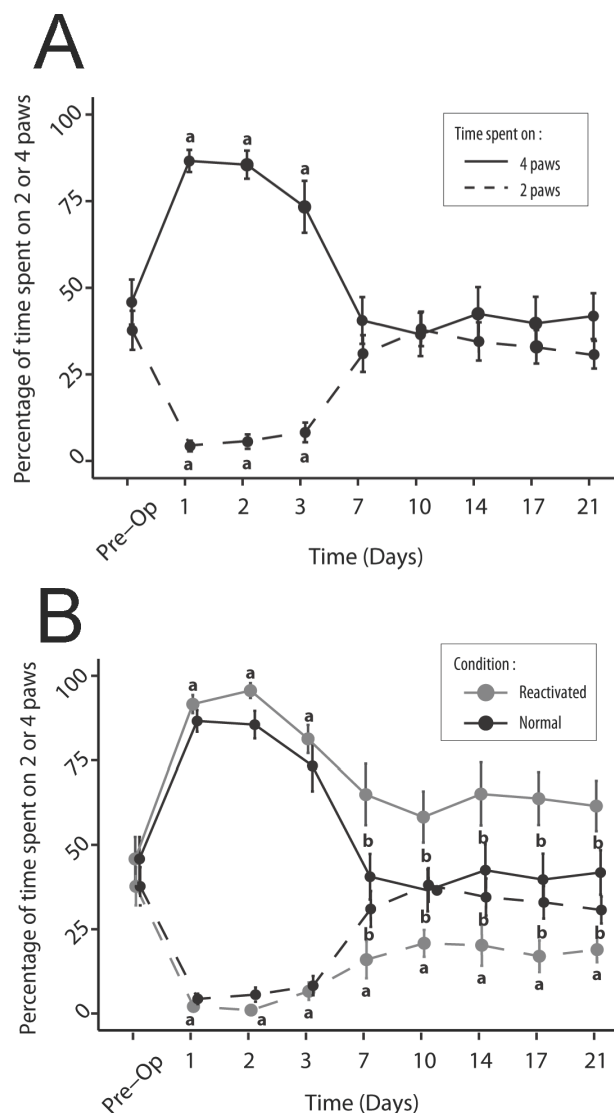 A
Percentage of time spent on 2 or 4 paws
100
75
50
25
0
Time spent on :
4 paws
2 paws
a a a
a a a
Pre–Op 1 2 3 7 10 14 17 21
Time (Days)
B
Percentage of time spent on 2 or 4 paws
100
75
50
25
0
Condition :
Reactivated
Normal
a a a
b b b b b
b b b b b
a a a a a
a a a
Pre–Op 1 2 3 7 10 14 17 21
Time (Days)